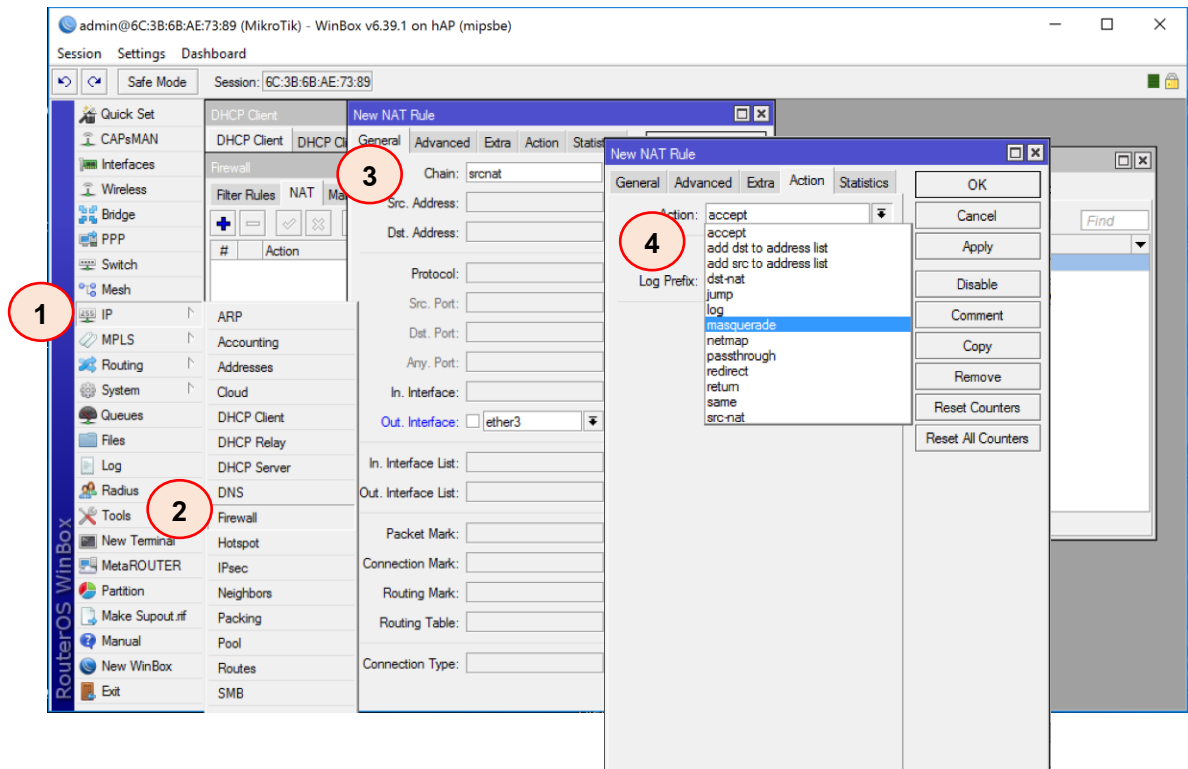 admin@6C:3B:6B:AE:73:89 (MikroTik) - WinBox v6.39.1 on hAP (mipsbe)
Session Settings Dashboard
Safe Mode Session: 6C:3B:6B:AE:73:89
RouterOS WinBox
Quick Set
CAPsMAN
Interfaces
Wireless
Bridge
PPP
Switch
Mesh
1
IP
MPLS
Routing
System
Queues
Files
Log
Radius
Tools
New Terminal
MetaROUTER
Partition
Make Supout.rif
Manual
New WinBox
Exit
DHCP Client
DHCP Client
Firewall
Filter Rules NAT
# Action
ARP
Accounting
Addresses
Cloud
DHCP Client
DHCP Relay
DHCP Server
DNS
2
Firewall
Hotspot
IPsec
Neighbors
Packing
Pool
Routes
SMB
New NAT Rule
General Advanced Extra Action
3
Chain: srcnat
Src. Address:
Dst. Address:
Protocol:
Src. Port:
Dst. Port:
Any. Port:
In. Interface:
Out. Interface: ether3
In. Interface List:
Out. Interface List:
Packet Mark:
Connection Mark:
Routing Mark:
Routing Table:
Connection Type:
New NAT Rule
General Advanced Extra Action Statistics
4
Action: accept
accept
add dst to address list
add src to address list
Log Prefix: dst-nat
jump
log
masquerade
netmap
passthrough
redirect
return
same
src-nat
OK
Cancel
Apply
Disable
Comment
Copy
Remove
Reset Counters
Reset All Counters
Find